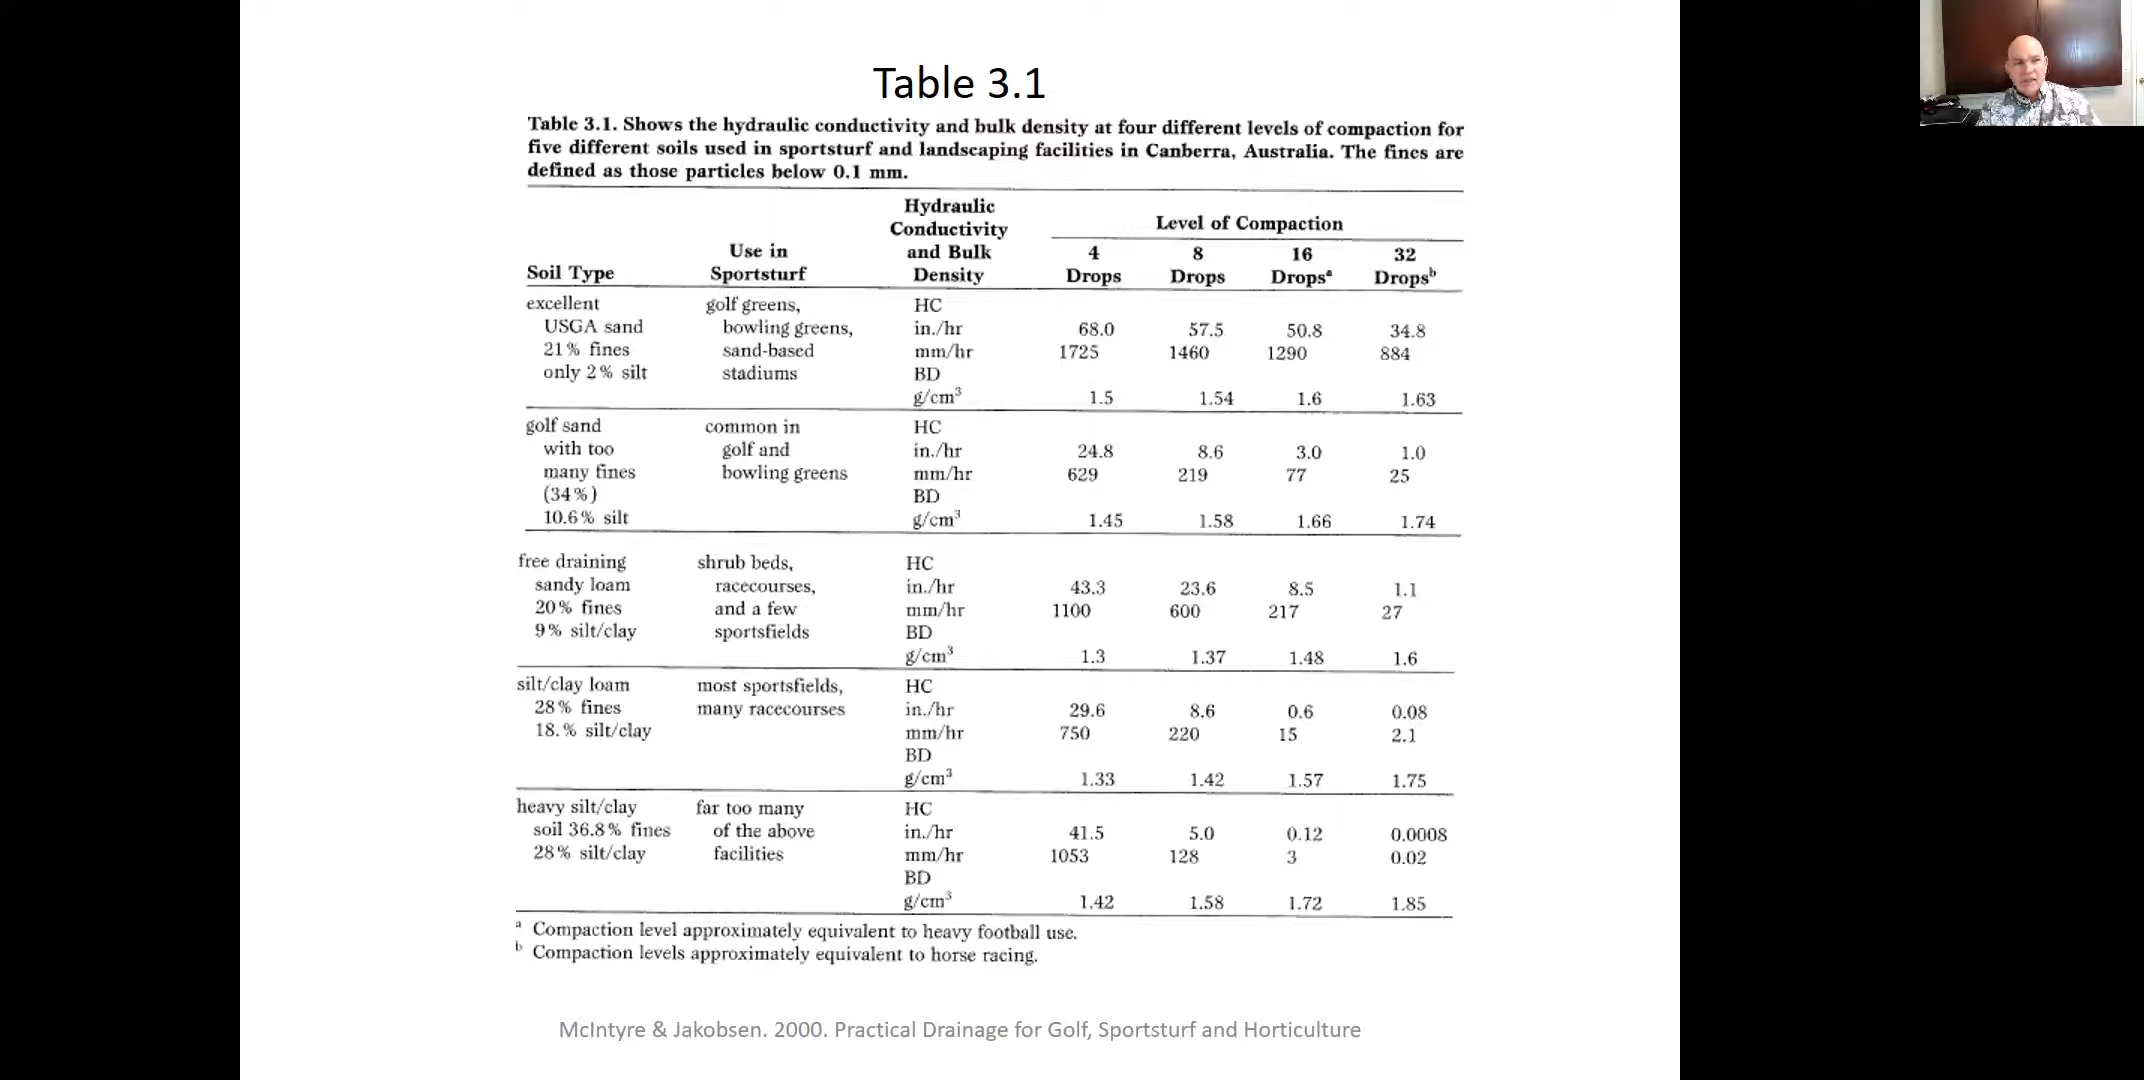 Table 3.1
Table 3.1. Shows the hydraulic conductivity and bulk density at four different levels of compaction for
five different soils used in sportsturf and landscaping facilities in Canberra, Australia. The fines are
defined as those particles below 0.1 mm.
Hydraulic
Conductivity Level of Compaction
Use in and Bulk 4 8 16 32
Soil Type Sportsturf Density Drops Drops Dropsᵃ Dropsᵇ
excellent golf greens, HC
USGA sand bowling greens, in./hr 68.0 57.5 50.8 34.8
21% fines sand-based mm/hr 1725 1460 1290 884
only 2% silt stadiums BD
g/cm³ 1.5 1.54 1.6 1.63
golf sand common in HC
with too golf and in./hr 24.8 8.6 3.0 1.0
many fines bowling greens mm/hr 629 219 77 25
(34%) BD
10.6% silt g/cm³ 1.45 1.58 1.66 1.74
free draining shrub beds, HC
sandy loam racecourses, in./hr 43.3 23.6 8.5 1.1
20% fines and a few mm/hr 1100 600 217 27
9% silt/clay sportsfields BD
g/cm³ 1.3 1.37 1.48 1.6
silt/clay loam most sportsfields, HC
28% fines many racecourses in./hr 29.6 8.6 0.6 0.08
18.% silt/clay mm/hr 750 220 15 2.1
BD
g/cm³ 1.33 1.42 1.57 1.75
heavy silt/clay far too many HC
soil 36.8% fines of the above in./hr 41.5 5.0 0.12 0.0008
28% silt/clay facilities mm/hr 1053 128 3 0.02
BD
g/cm³ 1.42 1.58 1.72 1.85
ᵃ Compaction level approximately equivalent to heavy football use.
ᵇ Compaction levels approximately equivalent to horse racing.
McIntyre & Jakobsen. 2000. Practical Drainage for Golf, Sportsturf and Horticulture